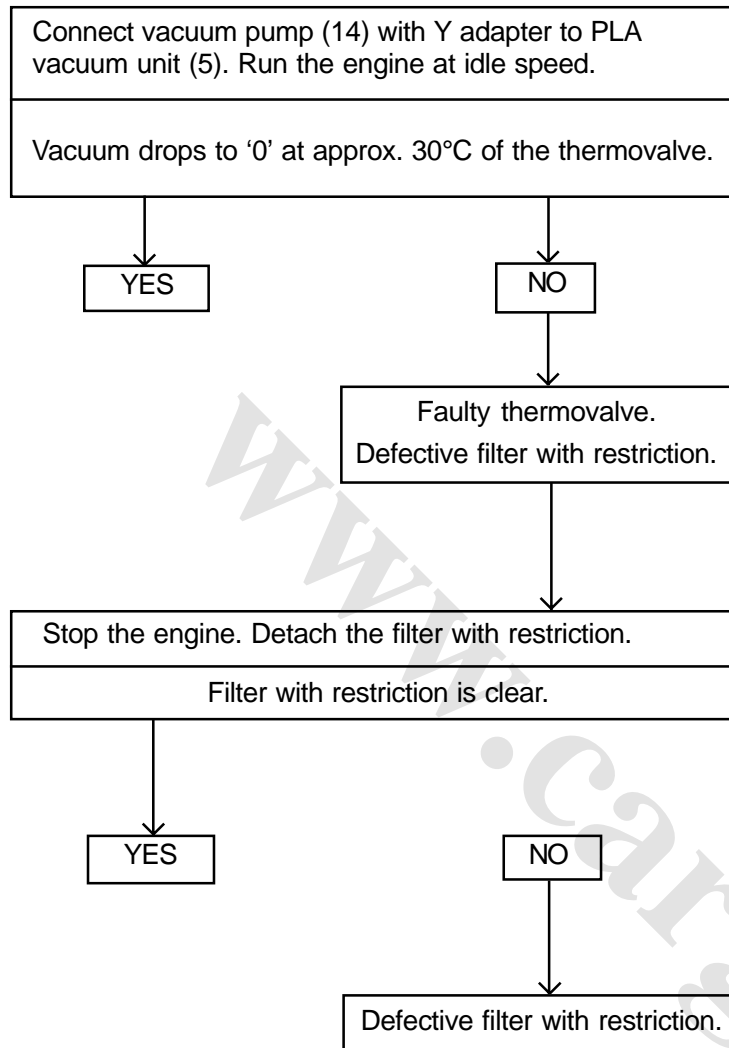 Connect vacuum pump (14) with Y adapter to PLA
vacuum unit (5). Run the engine at idle speed.
Vacuum drops to ‘0’ at approx. 30°C of the thermovalve.
YES
NO
Faulty thermovalve.
Defective filter with restriction.
Stop the engine. Detach the filter with restriction.
Filter with restriction is clear.
YES
NO
Defective filter with restriction.
www.carg